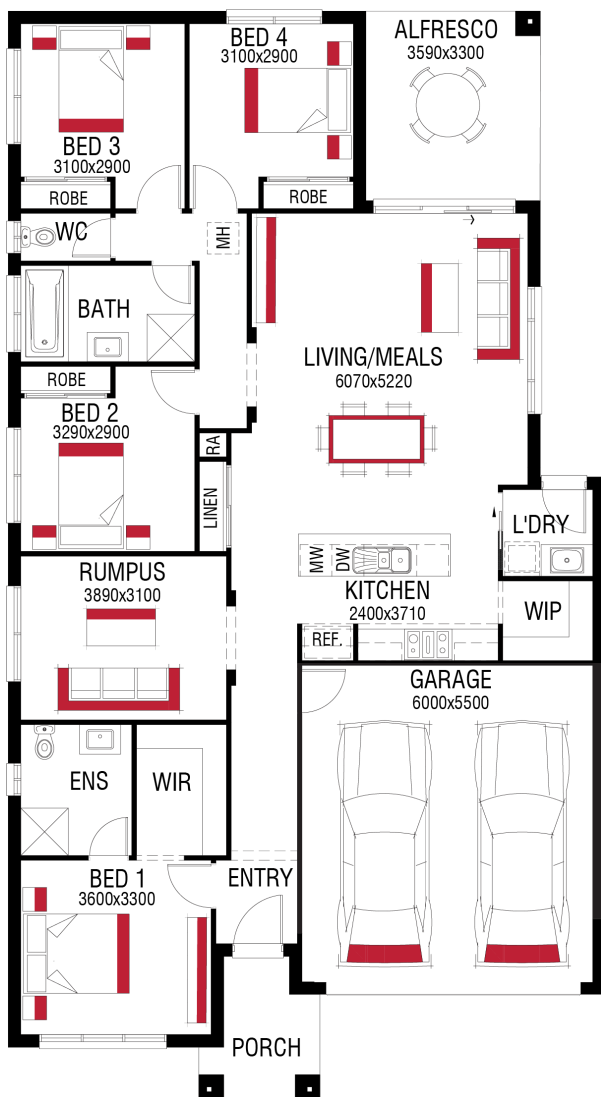 ALFRESCO
3590x3300
BED 4
3100x2900
BED 3
3100x2900
ROBE
ROBE
WC
MH
BATH
LIVING/MEALS
6070x5220
ROBE
BED 2
3290x2900
RA
LINEN
L'DRY
MW
DW
RUMPUS
3890x3100
KITCHEN
2400x3710
WIP
REF.
GARAGE
6000x5500
ENS
WIR
BED 1
3600x3300
ENTRY
PORCH